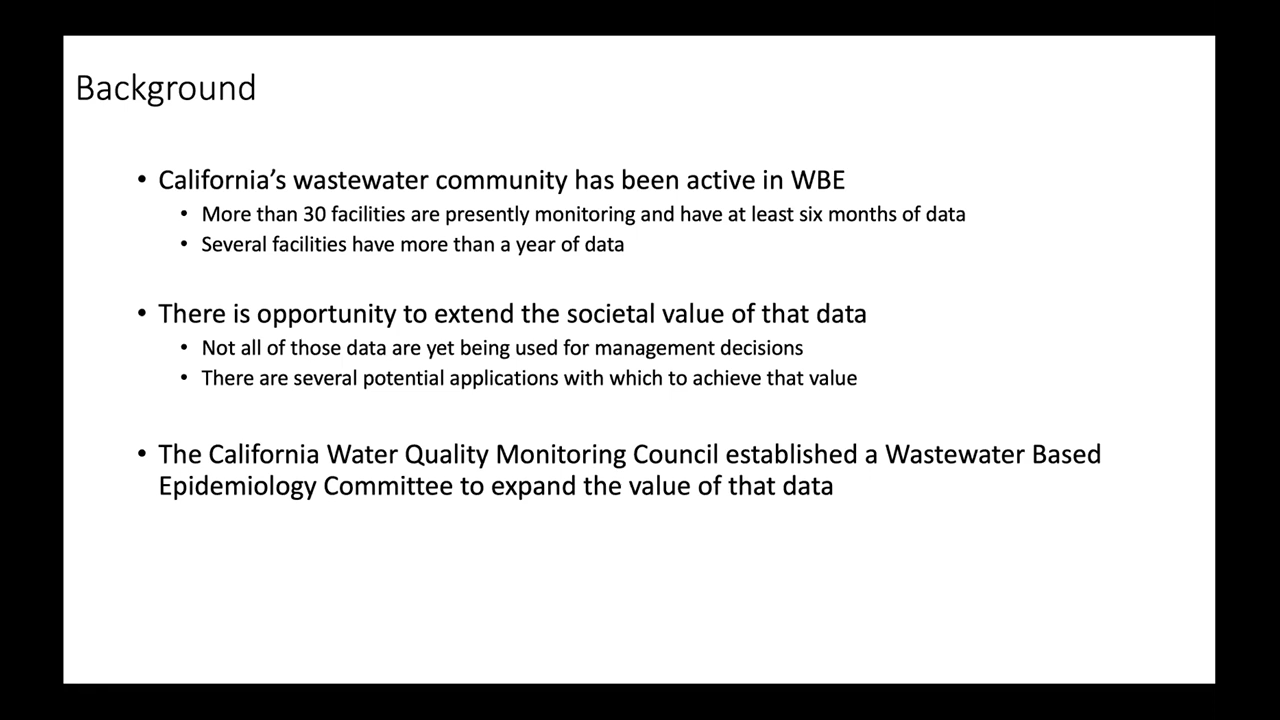 Background
• California’s wastewater community has been active in WBE
• More than 30 facilities are presently monitoring and have at least six months of data
• Several facilities have more than a year of data
• There is opportunity to extend the societal value of that data
• Not all of those data are yet being used for management decisions
• There are several potential applications with which to achieve that value
• The California Water Quality Monitoring Council established a Wastewater Based
Epidemiology Committee to expand the value of that data